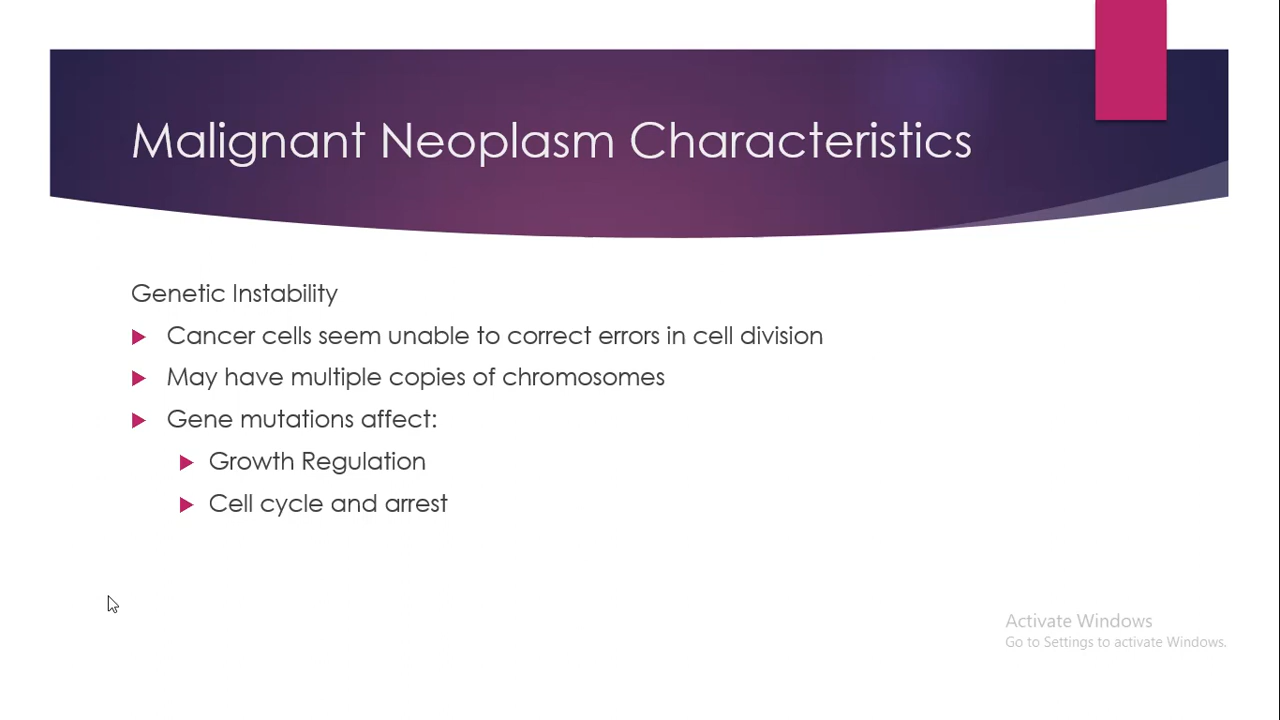 Malignant Neoplasm Characteristics
Genetic Instability
Cancer cells seem unable to correct errors in cell division
May have multiple copies of chromosomes
Gene mutations affect:
Growth Regulation
Cell cycle and arrest
Activate Windows
Go to Settings to activate Windows.